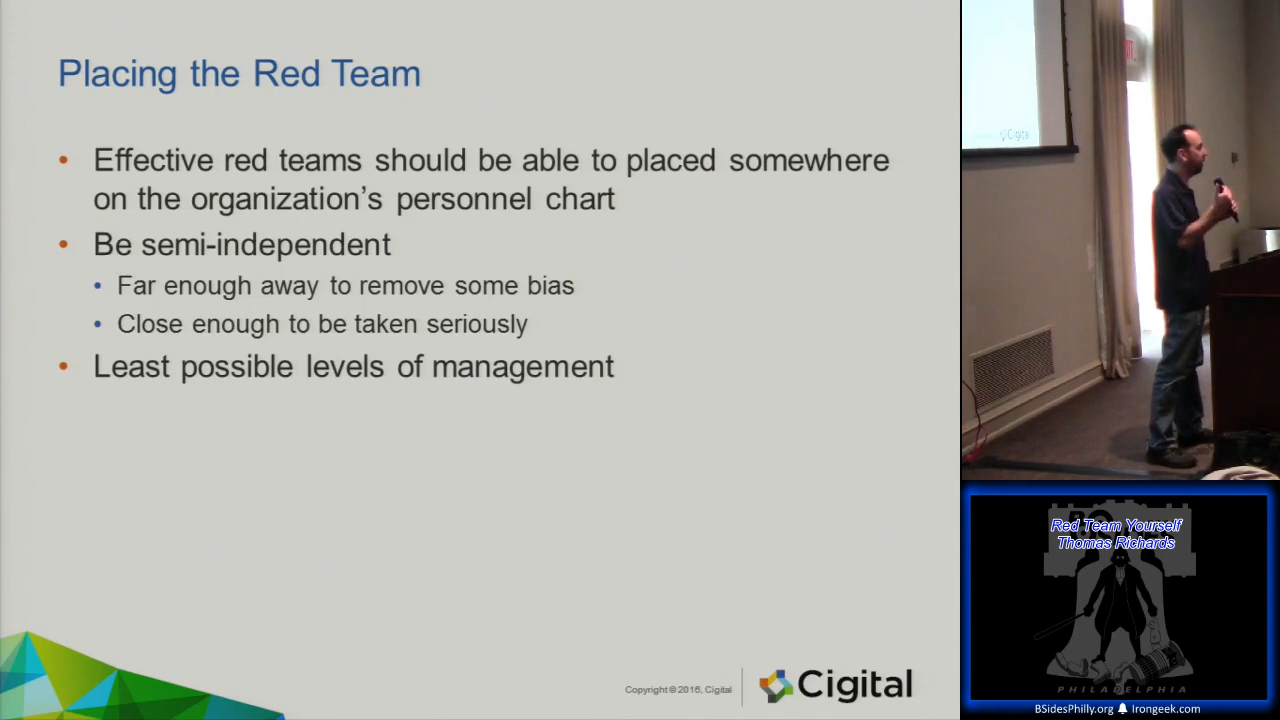 Placing the Red Team
• Effective red teams should be able to placed somewhere
on the organization's personnel chart
• Be semi-independent
• Far enough away to remove some bias
• Close enough to be taken seriously
• Least possible levels of management
Copyright © 2016, Cigital
Cigital
Cigital
Red Team Yourself
Thomas Richards
PHILADELPHIA
BSidesPhilly.org Irongeek.com